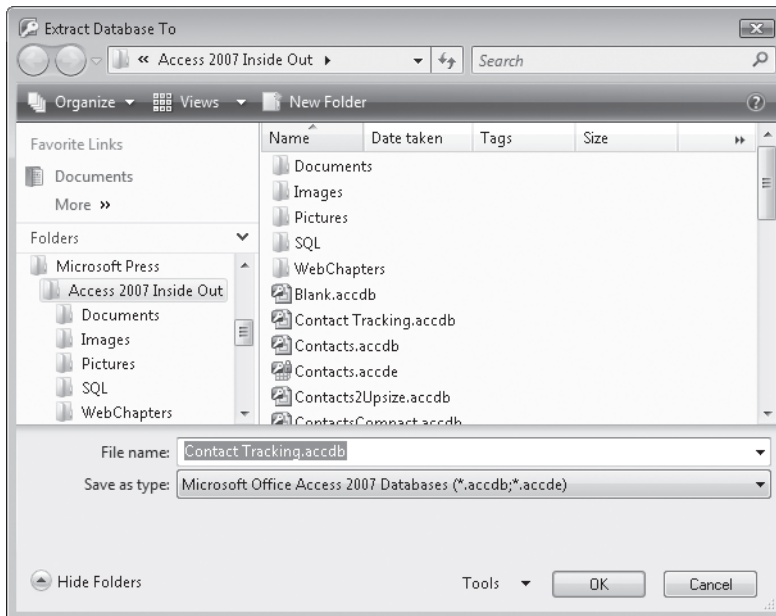 Extract Database To
« Access 2007 Inside Out
Search
Organize Views New Folder
Favorite Links
Documents
More »
Folders
Microsoft Press
Access 2007 Inside Out
Documents
Images
Pictures
SQL
WebChapters
Name Date taken Tags Size »
Documents
Images
Pictures
SQL
WebChapters
Blank.accdb
Contact Tracking.accdb
Contacts.accdb
Contacts.accde
Contacts2Upsize.accdb
ContactsCompact.accdb
File name: Contact Tracking.accdb
Save as type: Microsoft Office Access 2007 Databases (*.accdb;*.accde)
Hide Folders Tools OK Cancel